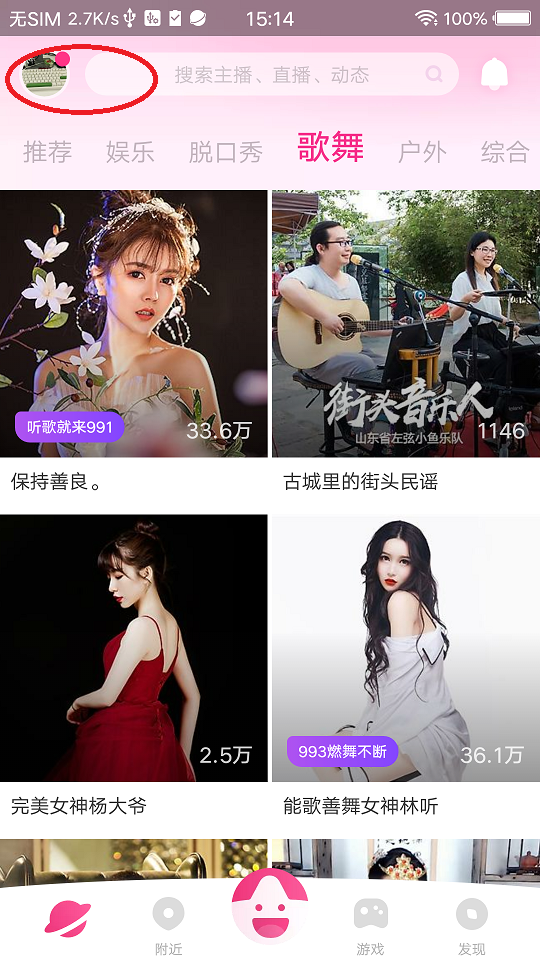 无SIM 2.7K/s 15:14 100%
搜索主播、直播、动态
推荐 娱乐 脱口秀 歌舞 户外 综合
听歌就来991 33.6万
街头音乐人
山东省左弦小鱼乐队 1146
保持善良。 古城里的街头民谣
2.5万
993燃舞不断 36.1万
完美女神杨大爷 能歌善舞女神林听
附近 游戏 发现